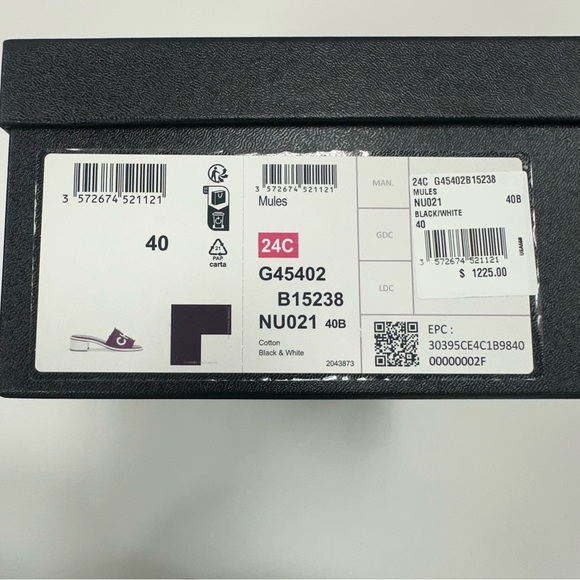 3 572674 521121
40
21
PAP
carta
3 572674 521121
Mules
24C
G45402
B15238
NU021 40B
Cotton
Black & White
2043873
MAN.
GDC
LDC
24C G45402B15238
MULES
NU021 40B
BLACK/WHITE
40
3 572674 521121
$ 1225.00
EPC :
30395CE4C1B9840
00000002F